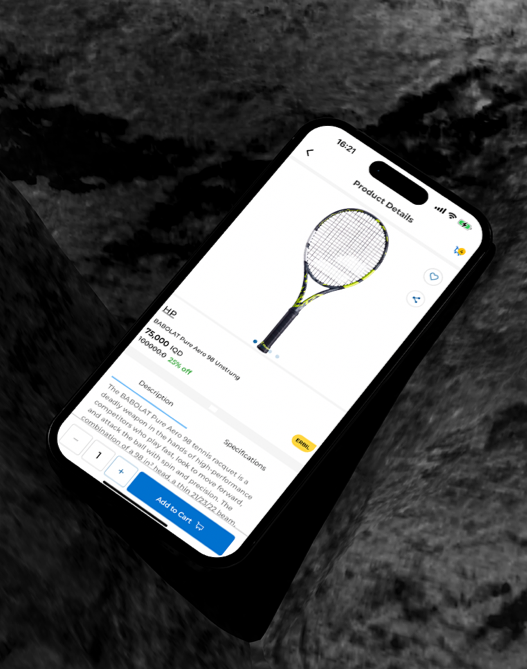 16:21
Product Details
HP
BABOLAT Pure Aero 98 Unstrung
75,000 IQD
100000.0 25% off
ERBIL
Description
Specifications
The BABOLAT Pure Aero 98 tennis racquet is a
deadly weapon in the hands of high-performance
competitors who play fast, look to move forward,
and attack the ball with spin and precision. The
combination of a 98 in² head, a thin 21/23/22 beam,
− 1 +
Add to Cart